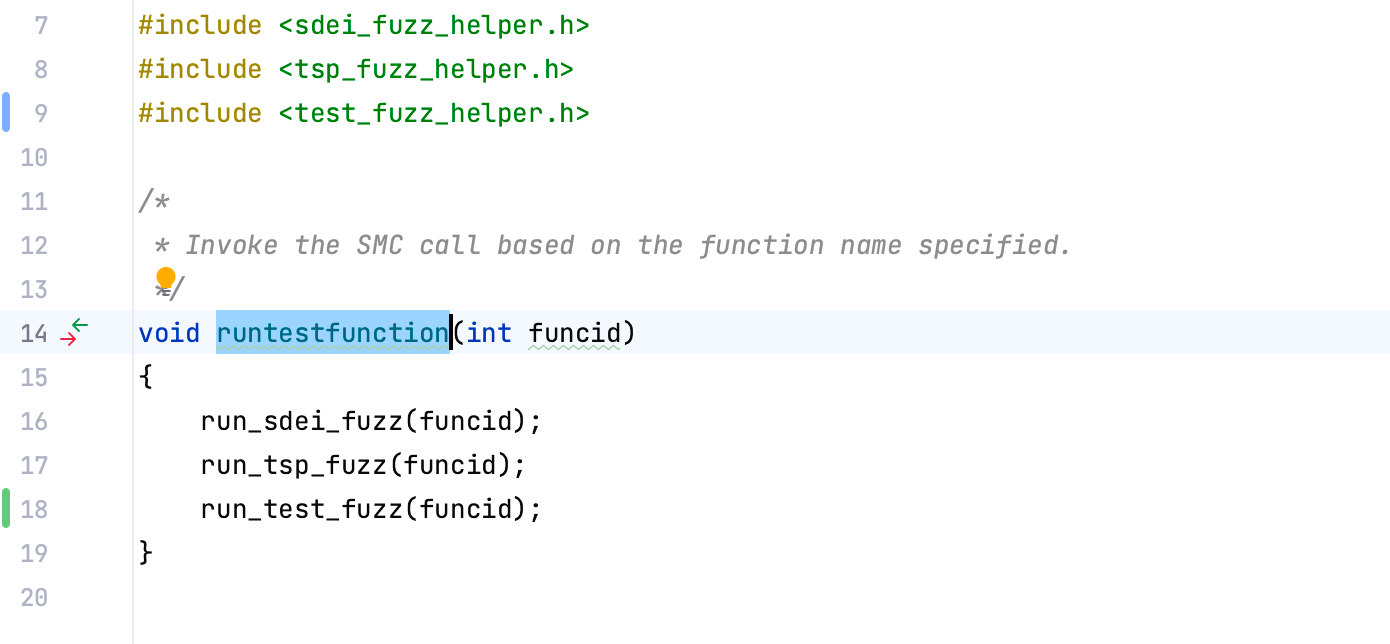 7 #include <sdei_fuzz_helper.h>
8 #include <tsp_fuzz_helper.h>
9 #include <test_fuzz_helper.h>
10
11 /*
12 * Invoke the SMC call based on the function name specified.
13 */
14 void runtestfunction(int funcid)
15 {
16 run_sdei_fuzz(funcid);
17 run_tsp_fuzz(funcid);
18 run_test_fuzz(funcid);
19 }
20